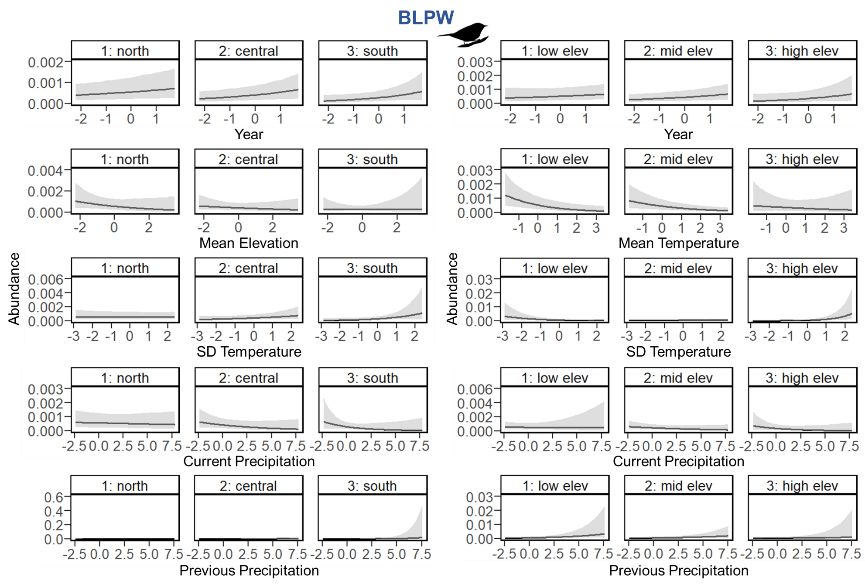 BLPW
1: north 2: central 3: south
0.002
0.001
0.000
-2 -1 0 1 -2 -1 0 1 -2 -1 0 1
Year
1: low elev 2: mid elev 3: high elev
0.003
0.002
0.001
0.000
-2 -1 0 1 -2 -1 0 1 -2 -1 0 1
Year
1: north 2: central 3: south
0.004
0.002
0.000
-2 0 2 -2 0 2 -2 0 2
Mean Elevation
1: low elev 2: mid elev 3: high elev
0.003
0.002
0.001
0.000
-1 0 1 2 3 -1 0 1 2 3 -1 0 1 2 3
Mean Temperature
Abundance
1: north 2: central 3: south
0.006
0.004
0.002
0.000
-3 -2 -1 0 1 2 -3 -2 -1 0 1 2 -3 -2 -1 0 1 2
SD Temperature
Abundance
1: low elev 2: mid elev 3: high elev
0.03
0.02
0.01
0.00
-3 -2 -1 0 1 2 -3 -2 -1 0 1 2 -3 -2 -1 0 1 2
SD Temperature
1: north 2: central 3: south
0.003
0.002
0.001
0.000
-2.5 0.0 2.5 5.0 7.5 -2.5 0.0 2.5 5.0 7.5 -2.5 0.0 2.5 5.0 7.5
Current Precipitation
1: low elev 2: mid elev 3: high elev
0.006
0.004
0.002
0.000
-2.5 0.0 2.5 5.0 7.5 -2.5 0.0 2.5 5.0 7.5 -2.5 0.0 2.5 5.0 7.5
Current Precipitation
1: north 2: central 3: south
0.6
0.4
0.2
0.0
-2.5 0.0 2.5 5.0 7.5 -2.5 0.0 2.5 5.0 7.5 -2.5 0.0 2.5 5.0 7.5
Previous Precipitation
1: low elev 2: mid elev 3: high elev
0.03
0.02
0.01
0.00
-2.5 0.0 2.5 5.0 7.5 -2.5 0.0 2.5 5.0 7.5 -2.5 0.0 2.5 5.0 7.5
Previous Precipitation